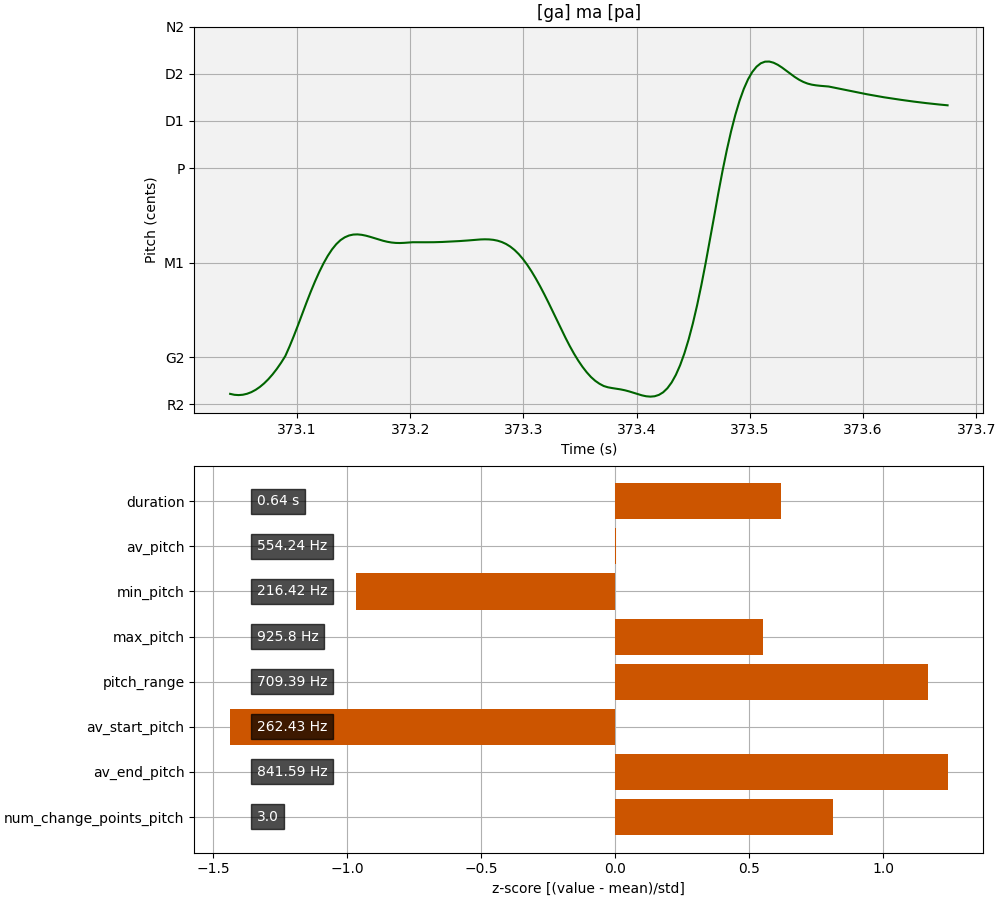 [ga] ma [pa]
N2
D2
D1
P
M1
G2
R2
Pitch (cents)
373.1 373.2 373.3 373.4 373.5 373.6 373.7
Time (s)
duration 0.64 s
av_pitch 554.24 Hz
min_pitch 216.42 Hz
max_pitch 925.8 Hz
pitch_range 709.39 Hz
av_start_pitch 262.43 Hz
av_end_pitch 841.59 Hz
num_change_points_pitch 3.0
−1.5 −1.0 −0.5 0.0 0.5 1.0
z-score [(value - mean)/std]